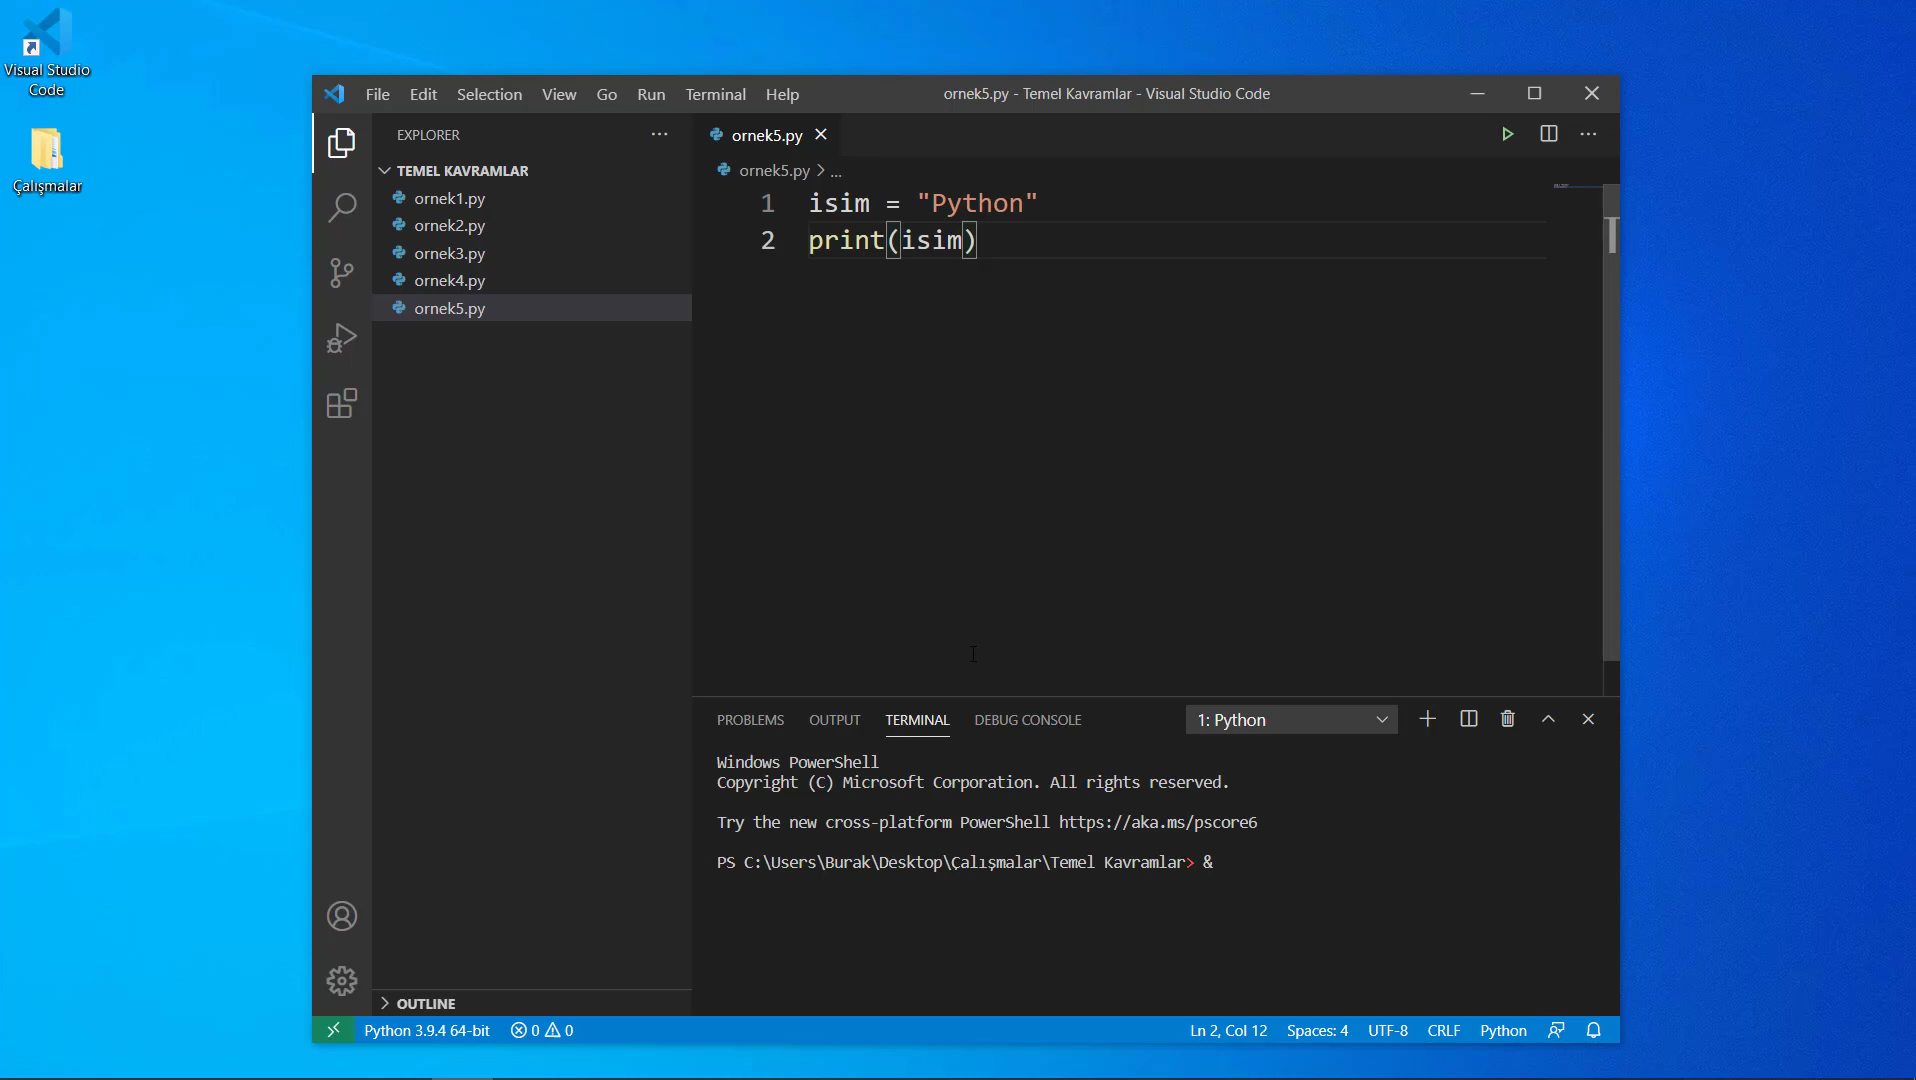 Visual Studio
Code
Çalışmalar
File Edit Selection View Go Run Terminal Help
ornek5.py - Temel Kavramlar - Visual Studio Code
EXPLORER
TEMEL KAVRAMLAR
ornek1.py
ornek2.py
ornek3.py
ornek4.py
ornek5.py
OUTLINE
ornek5.py
ornek5.py > ...
1 isim = "Python"
2 print(isim)
PROBLEMS OUTPUT TERMINAL DEBUG CONSOLE 1: Python
Windows PowerShell
Copyright (C) Microsoft Corporation. All rights reserved.
Try the new cross-platform PowerShell https://aka.ms/pscore6
PS C:\Users\Burak\Desktop\Çalışmalar\Temel Kavramlar> &
Python 3.9.4 64-bit 0 0 Ln 2, Col 12 Spaces: 4 UTF-8 CRLF Python